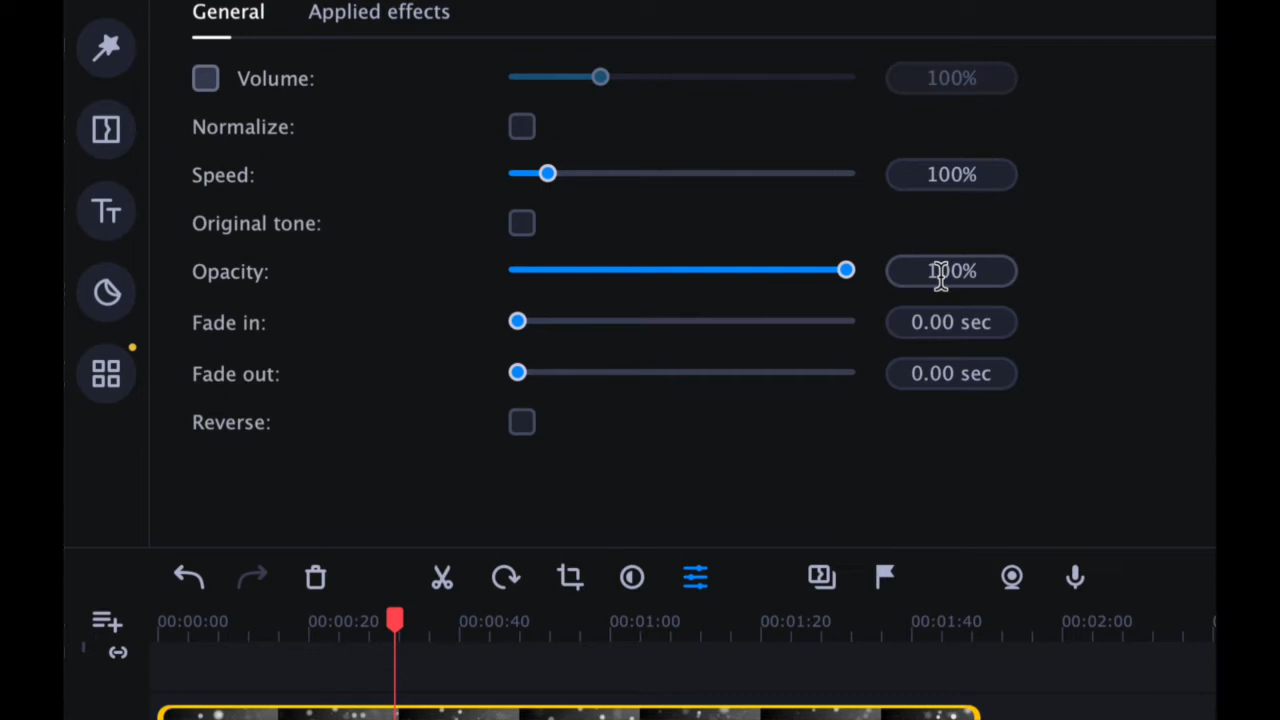 General Applied effects
Volume: 100%
Normalize:
Speed: 100%
Original tone:
Opacity: 100%
Fade in: 0.00 sec
Fade out: 0.00 sec
Reverse:
00:00:00 00:00:20 00:00:40 00:01:00 00:01:20 00:01:40 00:02:00